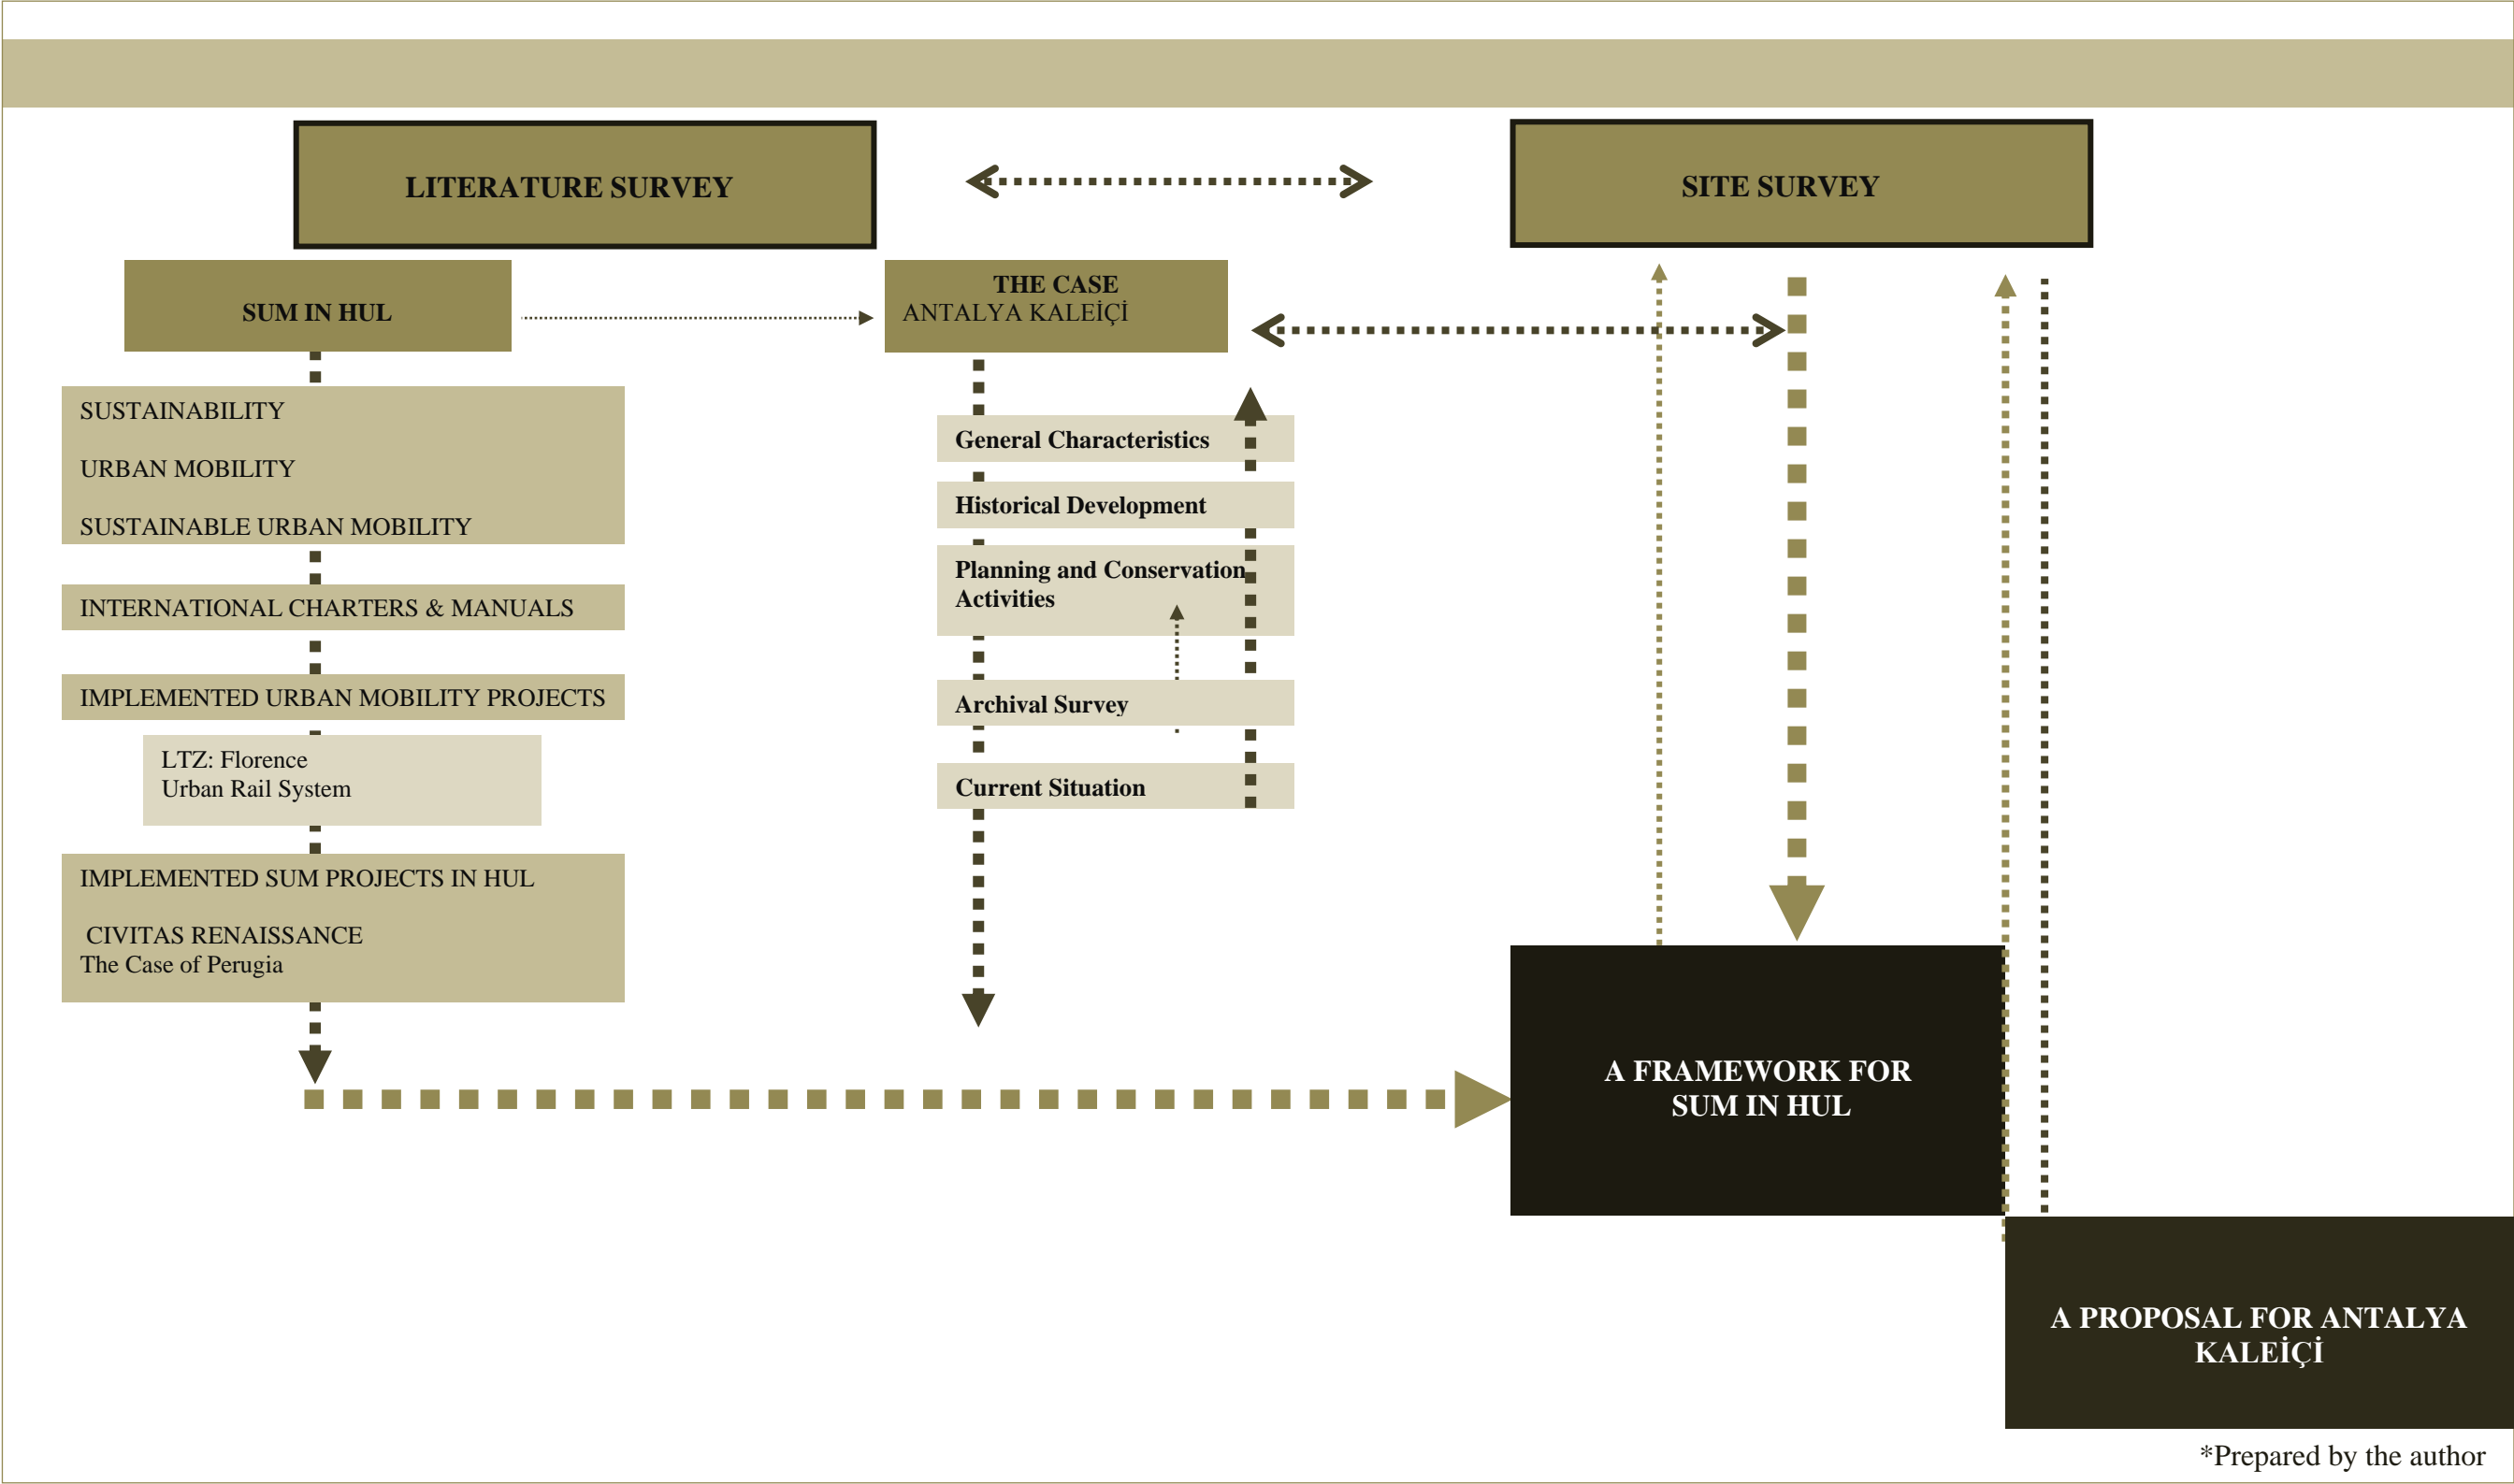 LITERATURE SURVEY
SITE SURVEY
SUM IN HUL
THE CASE
ANTALYA KALEİÇİ
SUSTAINABILITY
URBAN MOBILITY
SUSTAINABLE URBAN MOBILITY
INTERNATIONAL CHARTERS & MANUALS
IMPLEMENTED URBAN MOBILITY PROJECTS
LTZ: Florence
Urban Rail System
IMPLEMENTED SUM PROJECTS IN HUL
CIVITAS RENAISSANCE
The Case of Perugia
General Characteristics
Historical Development
Planning and Conservation
Activities
Archival Survey
Current Situation
A FRAMEWORK FOR
SUM IN HUL
A PROPOSAL FOR ANTALYA
KALEİÇİ
*Prepared by the author